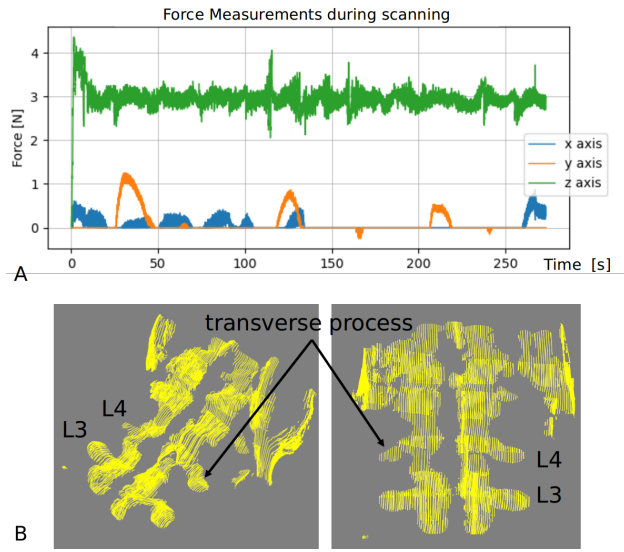 Force Measurements during scanning
Force [N]
4
3
2
1
0
x axis
y axis
z axis
0 50 100 150 200 250 Time [s]
A
transverse process
L4
L3
L4
L3
B